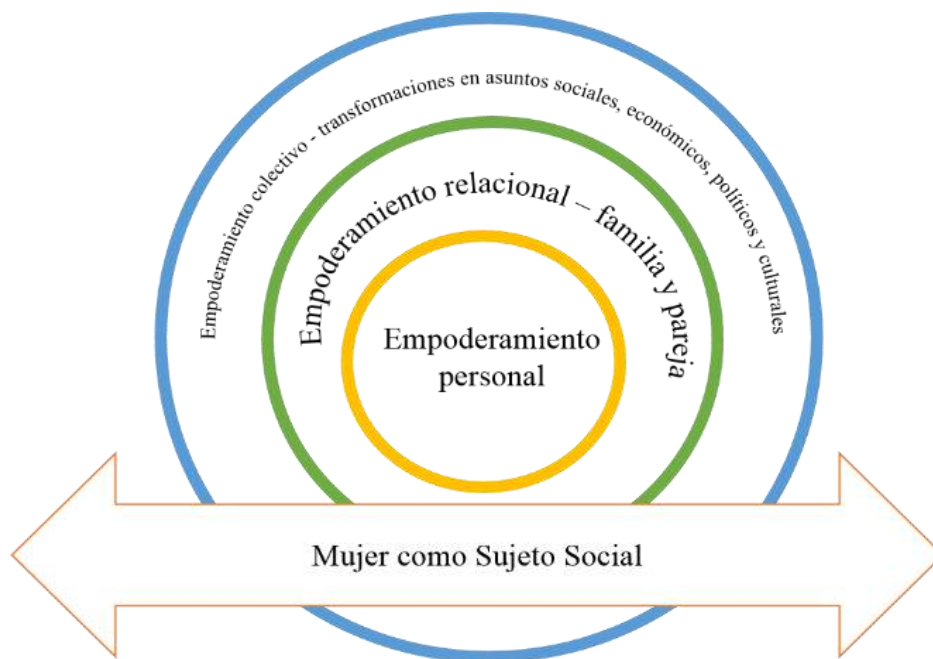 Empoderamiento colectivo - transformaciones en asuntos sociales, económicos, políticos y culturales
Empoderamiento relacional – familia y pareja
Empoderamiento
personal
Mujer como Sujeto Social